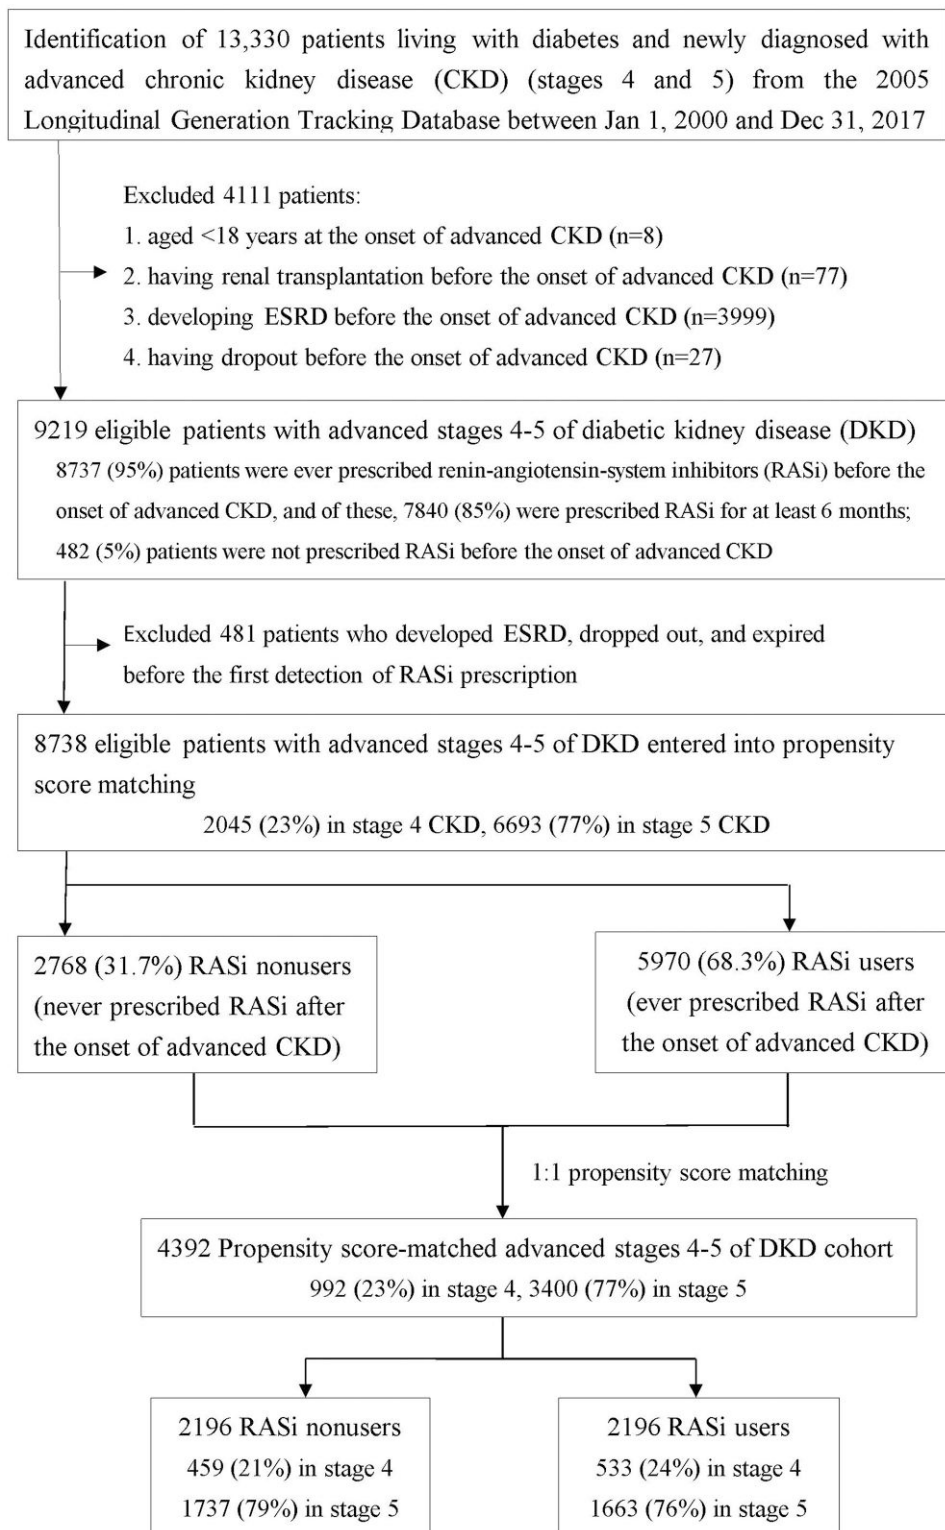 Identification of 13,330 patients living with diabetes and newly diagnosed with
advanced chronic kidney disease (CKD) (stages 4 and 5) from the 2005
Longitudinal Generation Tracking Database between Jan 1, 2000 and Dec 31, 2017
Excluded 4111 patients:
1. aged <18 years at the onset of advanced CKD (n=8)
2. having renal transplantation before the onset of advanced CKD (n=77)
3. developing ESRD before the onset of advanced CKD (n=3999)
4. having dropout before the onset of advanced CKD (n=27)
9219 eligible patients with advanced stages 4-5 of diabetic kidney disease (DKD)
8737 (95%) patients were ever prescribed renin-angiotensin-system inhibitors (RASi) before the
onset of advanced CKD, and of these, 7840 (85%) were prescribed RASi for at least 6 months;
482 (5%) patients were not prescribed RASi before the onset of advanced CKD
Excluded 481 patients who developed ESRD, dropped out, and expired
before the first detection of RASi prescription
8738 eligible patients with advanced stages 4-5 of DKD entered into propensity
score matching
2045 (23%) in stage 4 CKD, 6693 (77%) in stage 5 CKD
2768 (31.7%) RASi nonusers
(never prescribed RASi after
the onset of advanced CKD)
5970 (68.3%) RASi users
(ever prescribed RASi after
the onset of advanced CKD)
1:1 propensity score matching
4392 Propensity score-matched advanced stages 4-5 of DKD cohort
992 (23%) in stage 4, 3400 (77%) in stage 5
2196 RASi nonusers
459 (21%) in stage 4
1737 (79%) in stage 5
2196 RASi users
533 (24%) in stage 4
1663 (76%) in stage 5